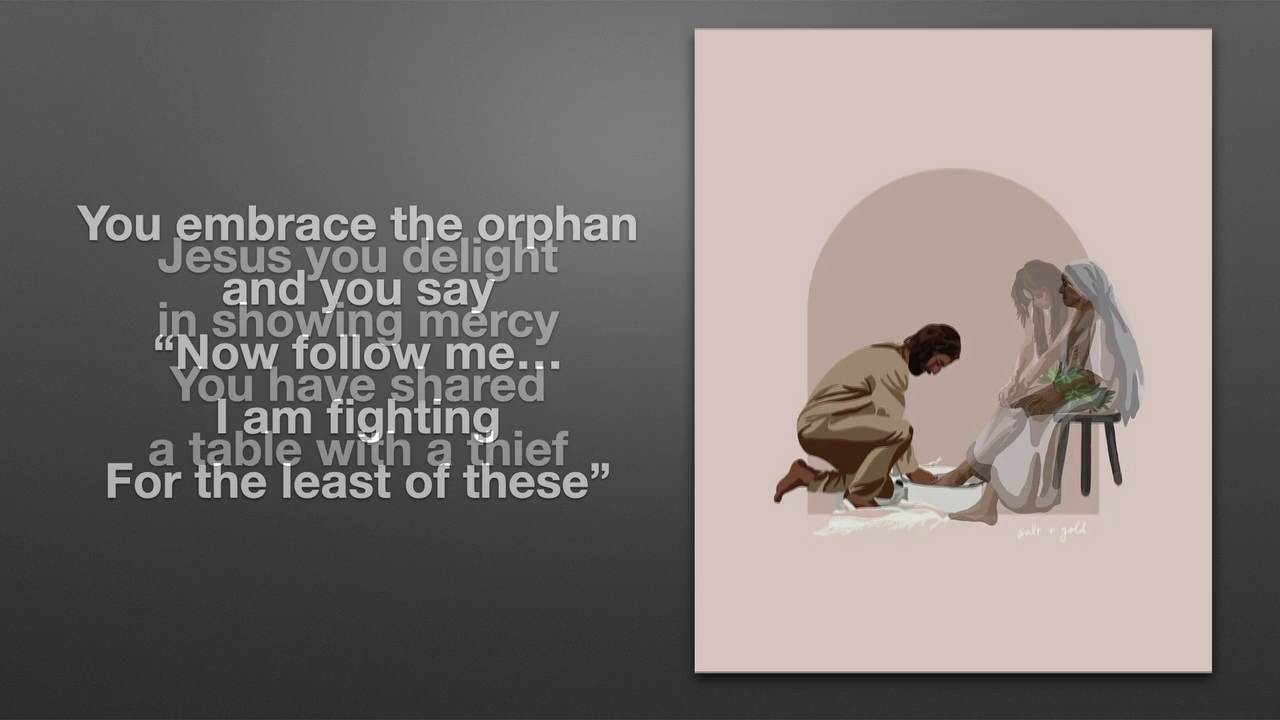 You embrace the orphan
Jesus you delight
and you say
in showing mercy
“Now follow me…
You have shared
I am fighting
a table with a thief
For the least of these”
salt & gold